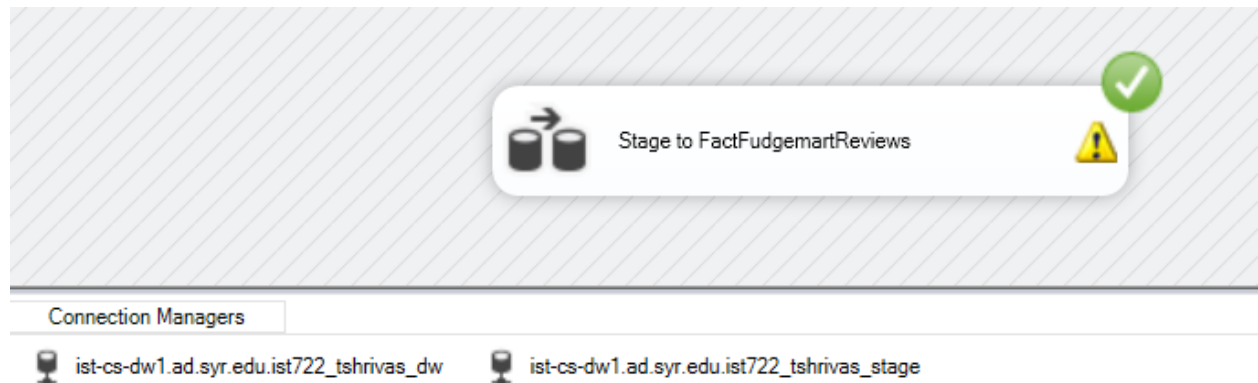 Stage to FactFudgemartReviews
Connection Managers
ist-cs-dw1.ad.syr.edu.ist722_tshrivas_dw ist-cs-dw1.ad.syr.edu.ist722_tshrivas_stage